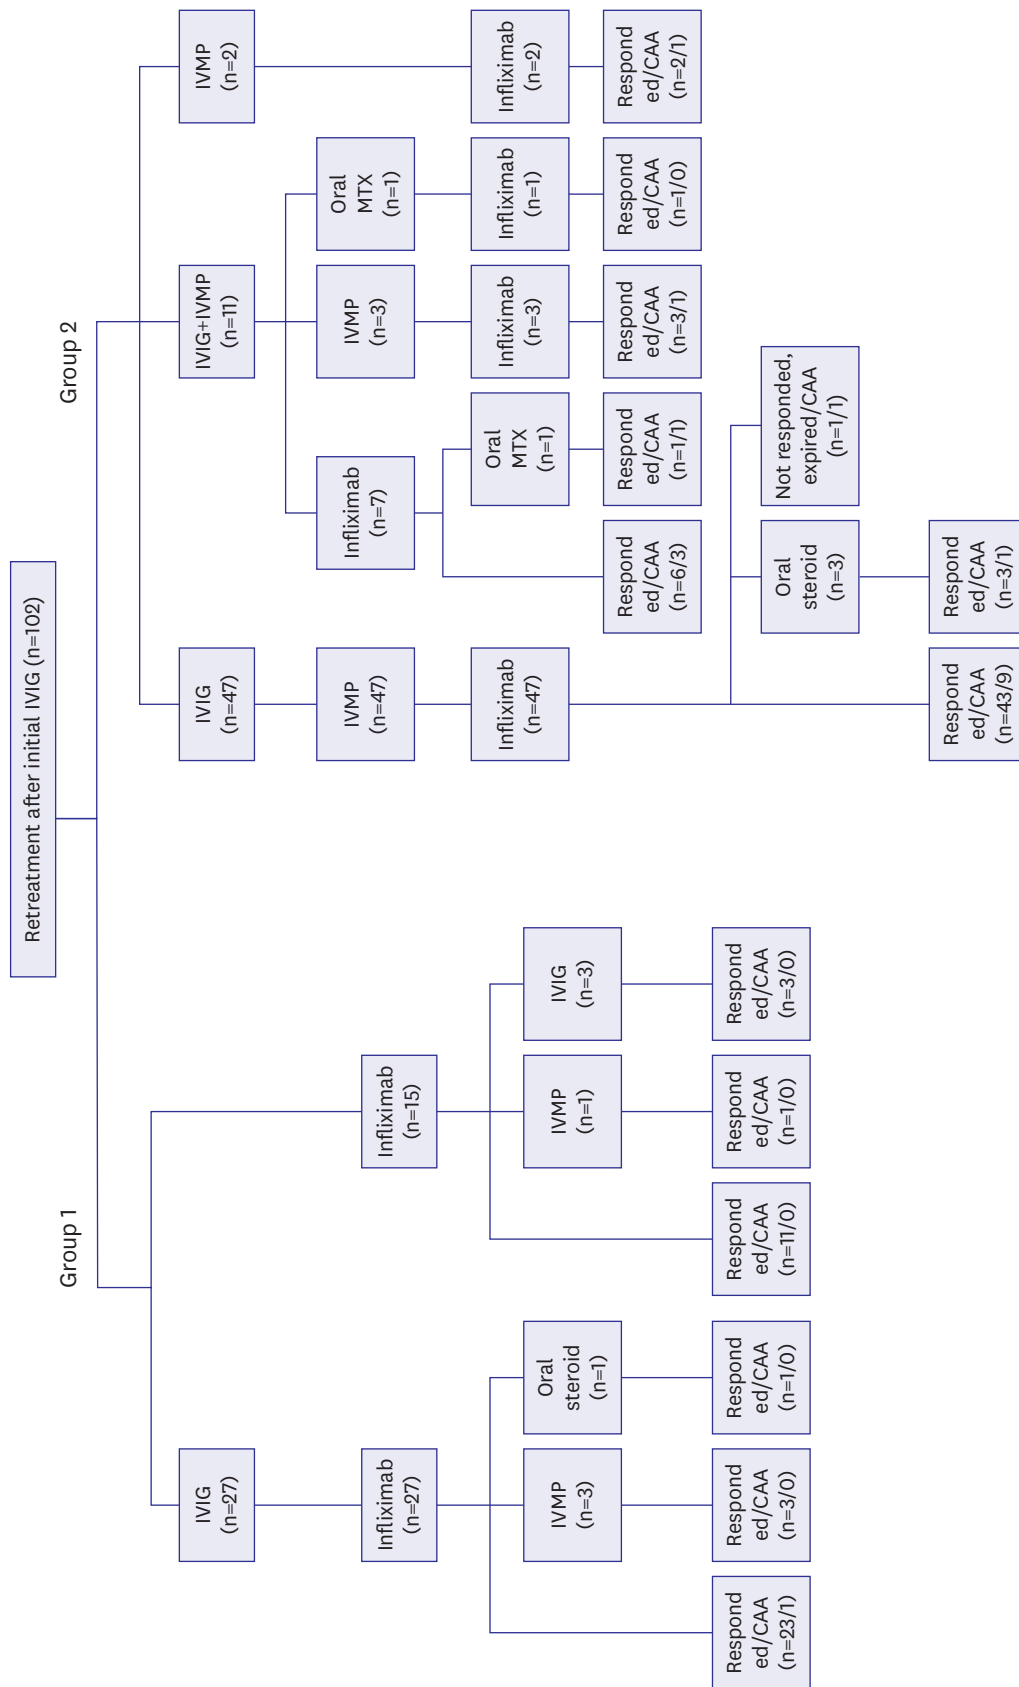 Retreatment after initial IVIG (n=102)
Group 1
Group 2
IVIG
(n=27)
IVIG
(n=47)
IVIG+IVMP
(n=11)
IVMP
(n=2)
Infliximab
(n=27)
Infliximab
(n=15)
IVMP
(n=47)
Infliximab
(n=7)
IVMP
(n=3)
Oral
MTX
(n=1)
IVMP
(n=3)
Oral
steroid
(n=1)
IVMP
(n=1)
IVIG
(n=3)
Infliximab
(n=47)
Oral
MTX
(n=1)
Infliximab
(n=3)
Infliximab
(n=1)
Infliximab
(n=2)
Respond
ed/CAA
(n=6/3)
Respond
ed/CAA
(n=1/1)
Respond
ed/CAA
(n=3/1)
Respond
ed/CAA
(n=1/0)
Respond
ed/CAA
(n=2/1)
Respond
ed/CAA
(n=23/1)
Respond
ed/CAA
(n=3/0)
Respond
ed/CAA
(n=1/0)
Respond
ed/CAA
(n=11/0)
Respond
ed/CAA
(n=1/0)
Respond
ed/CAA
(n=3/0)
Oral
steroid
(n=3)
Not responded,
expired/CAA
(n=1/1)
Respond
ed/CAA
(n=43/9)
Respond
ed/CAA
(n=3/1)